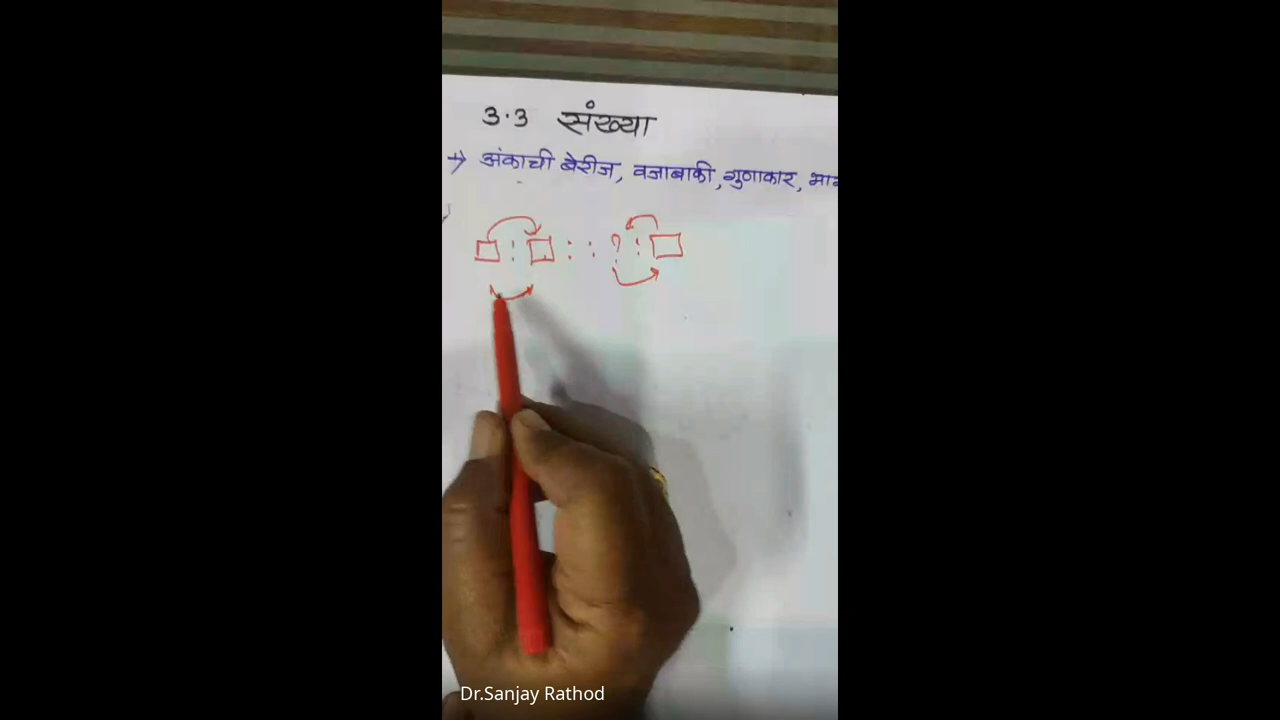 3.3 संख्या
→ अंकाची बेरीज, वजाबाकी, गुणाकार,
□ : □ : : ? : □
Dr.Sanjay Rathod